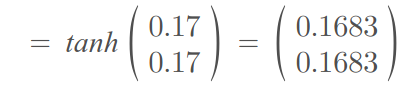 = tanh ( 0.17 ) = ( 0.1683 )
0.17 0.1683